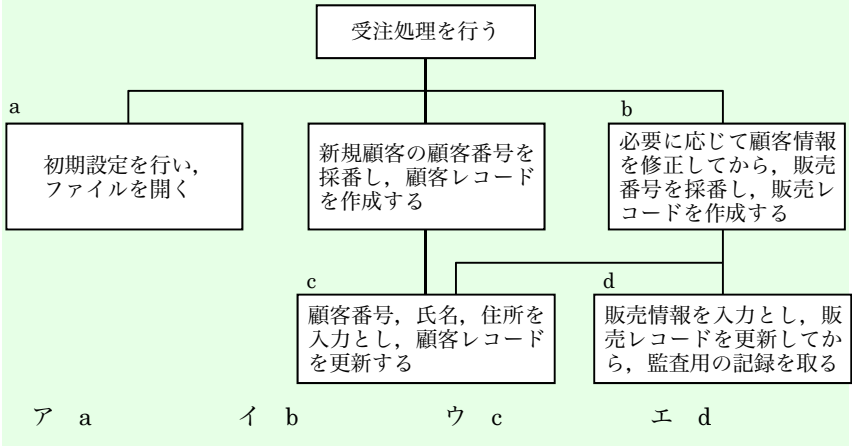 受注処理を行う
a
初期設定を行い，
ファイルを開く
新規顧客の顧客番号を
採番し，顧客レコード
を作成する
b
必要に応じて顧客情報
を修正してから，販売
番号を採番し，販売レ
コードを作成する
c
顧客番号，氏名，住所を
入力とし，顧客レコード
を更新する
d
販売情報を入力とし，販
売レコードを更新してか
ら，監査用の記録を取る
ア a イ b ウ c エ d